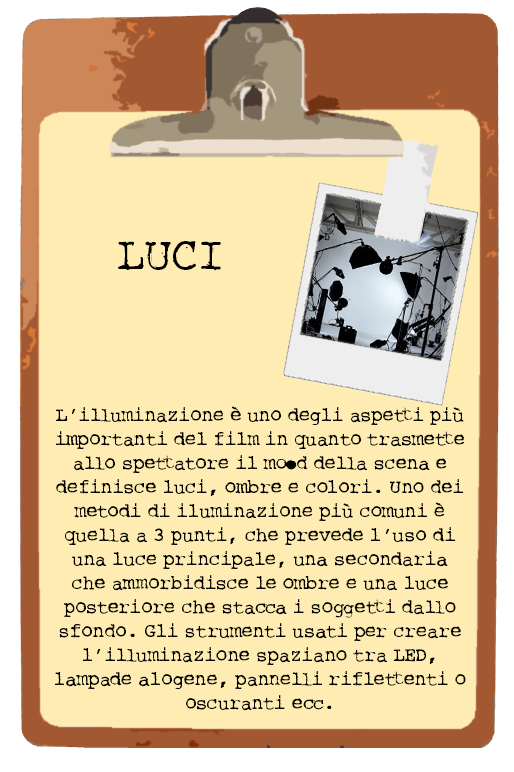 LUCI
L'illuminazione è uno degli aspetti più
importanti del film in quanto trasmette
allo spettatore il mood della scena e
definisce luci, ombre e colori. Uno dei
metodi di iluminazione più comuni è
quella a 3 punti, che prevede l'uso di
una luce principale, una secondaria
che ammorbidisce le ombre e una luce
posteriore che stacca i soggetti dallo
sfondo. Gli strumenti usati per creare
l'illuminazione spaziano tra LED,
lampade alogene, pannelli riflettenti o
oscuranti ecc.